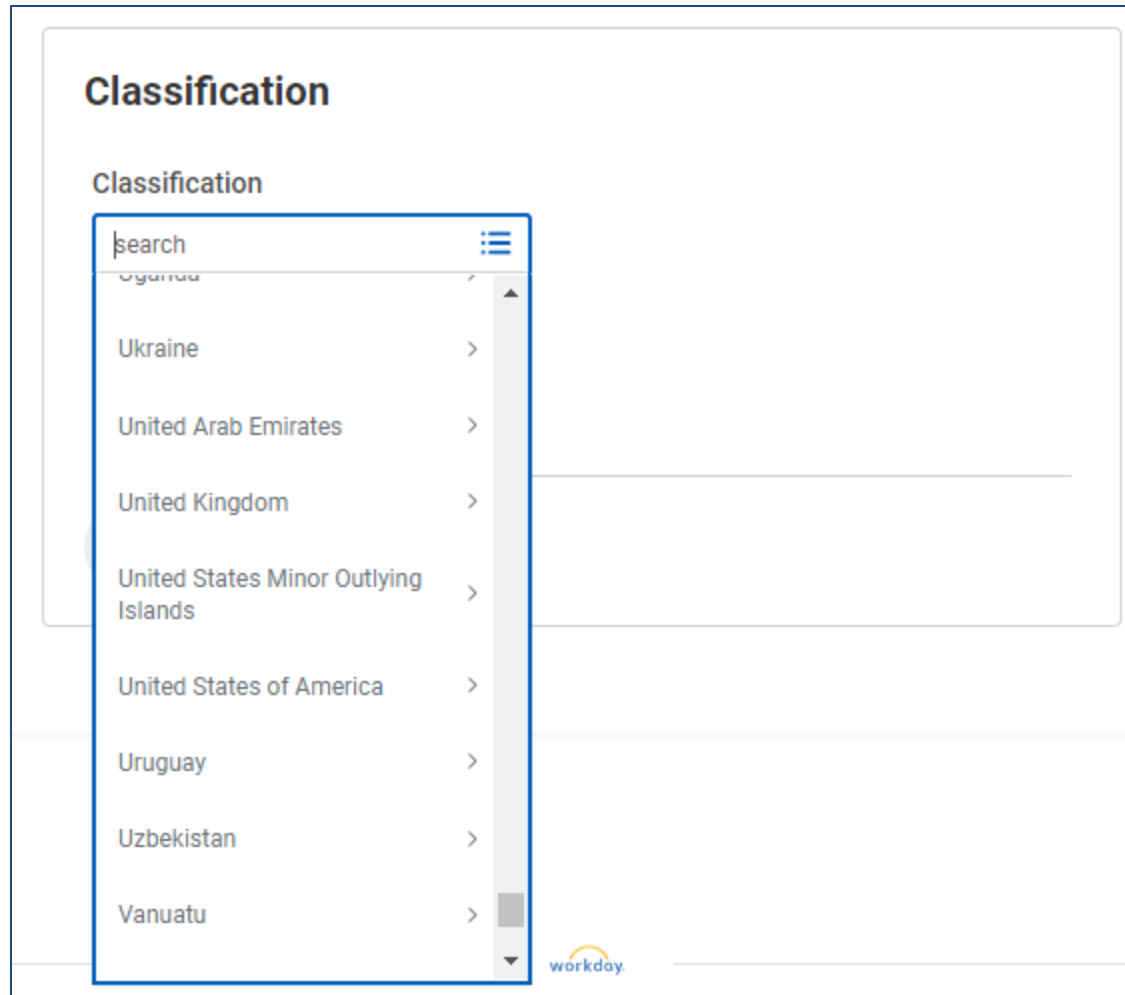 Classification
Classification
search
Uganda
Ukraine
United Arab Emirates
United Kingdom
United States Minor Outlying
Islands
United States of America
Uruguay
Uzbekistan
Vanuatu
workday.